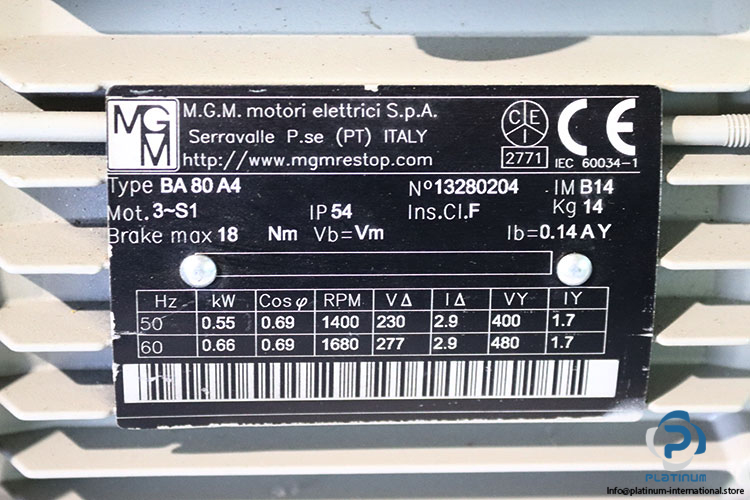 MGM
M.G.M. motori elettrici S.p.A.
Serravalle P.se (PT) ITALY
http://www.mgmrestop.com
CEI
2771
CE
IEC 60034-1
Type BA 80 A4 Nº13280204 IM B14
Mot. 3~S1 IP 54 Ins.Cl.F Kg 14
Brake max 18 Nm Vb=Vm Ib=0.14 A Y
Hz kW Cos φ RPM V Δ I Δ VY IY
50 0.55 0.69 1400 230 2.9 400 1.7
60 0.66 0.69 1680 277 2.9 480 1.7
PLATINUM
Info@platinum-international.store